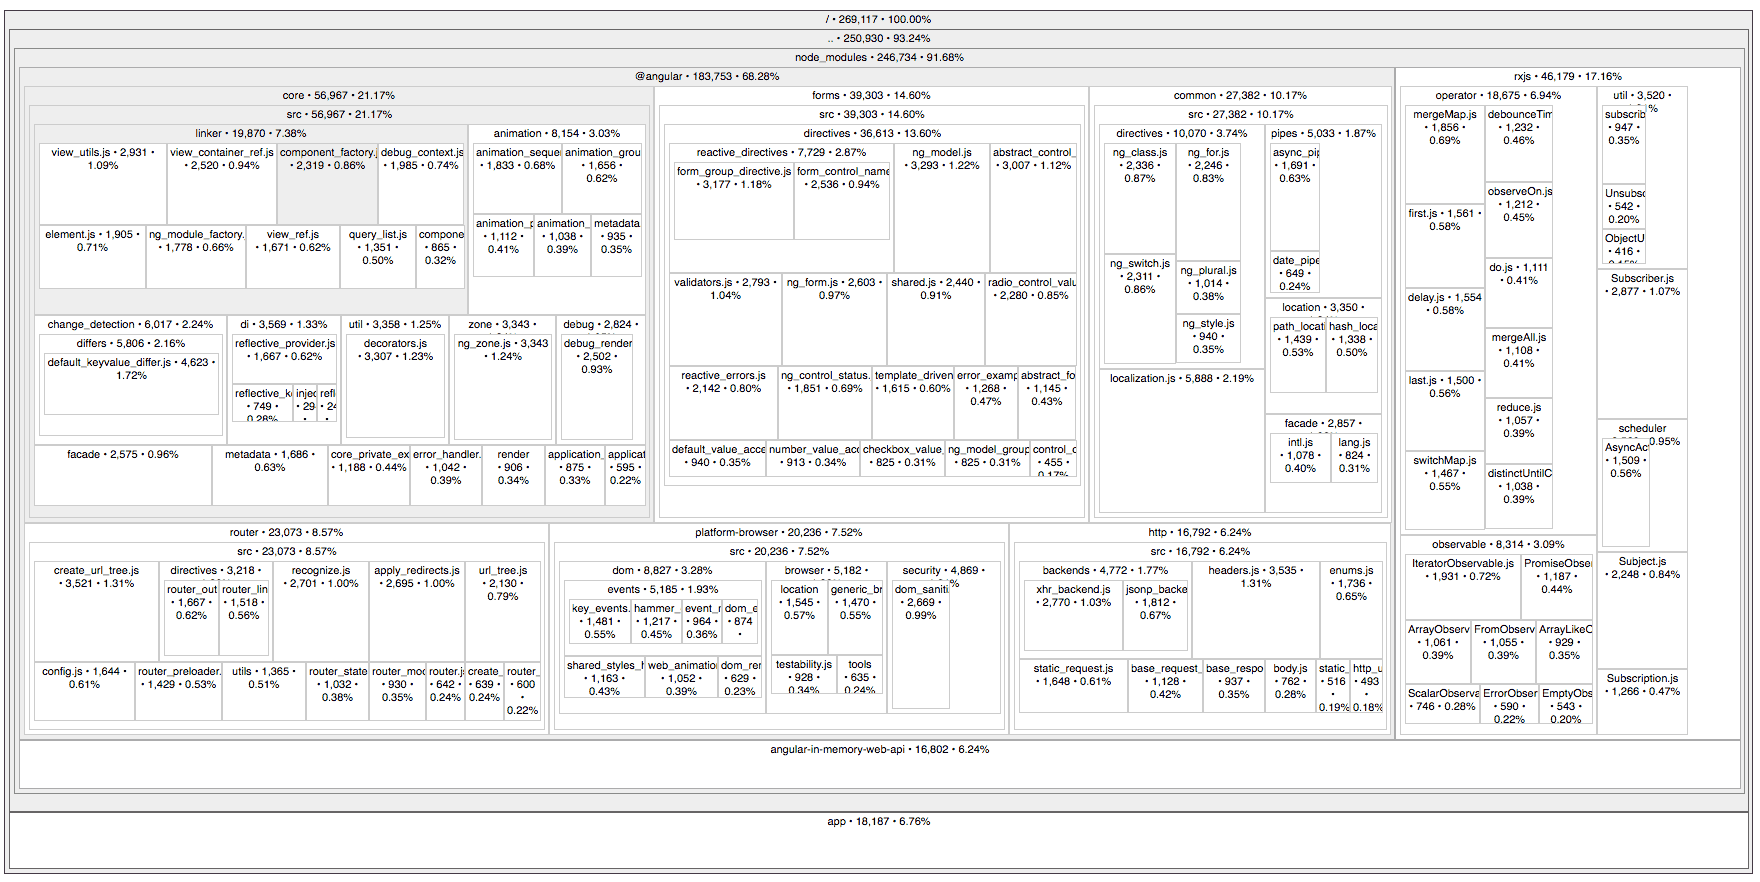 / • 269,117 • 100.00%
.. • 250,930 • 93.24%
node_modules • 246,734 • 91.68%
@angular • 183,753 • 68.28%
core • 56,967 • 21.17%
src • 56,967 • 21.17%
linker • 19,870 • 7.38%
view_utils.js • 2,931 •
1.09%
view_container_ref.js
• 2,520 • 0.94%
component_factory.j
• 2,319 • 0.86%
debug_context.js
• 1,985 • 0.74%
element.js • 1,905 •
0.71%
ng_module_factory.
• 1,778 • 0.66%
view_ref.js
• 1,671 • 0.62%
query_list.js
• 1,351 •
0.50%
compone
• 865 •
0.32%
animation • 8,154 • 3.03%
animation_seque
• 1,833 • 0.68%
animation_grou
• 1,656 •
0.62%
animation_p
• 1,112 •
0.41%
animation_
• 1,038 •
0.39%
metadata
• 935 •
0.35%
change_detection • 6,017 • 2.24%
differs • 5,806 • 2.16%
default_keyvalue_differ.js • 4,623 •
1.72%
di • 3,569 • 1.33%
reflective_provider.js
• 1,667 • 0.62%
reflective_k
• 749 •
0.28%
injec
• 29
•
refl
• 24
•
util • 3,358 • 1.25%
decorators.js
• 3,307 • 1.23%
zone • 3,343 •
ng_zone.js • 3,343
• 1.24%
debug • 2,824 •
debug_render
• 2,502 •
0.93%
facade • 2,575 • 0.96%
metadata • 1,686 •
0.63%
core_private_ex
• 1,188 • 0.44%
error_handler.
• 1,042 •
0.39%
render
• 906 •
0.34%
application_
• 875 •
0.33%
applicat
• 595 •
0.22%
forms • 39,303 • 14.60%
src • 39,303 • 14.60%
directives • 36,613 • 13.60%
reactive_directives • 7,729 • 2.87%
form_group_directive.js
• 3,177 • 1.18%
form_control_name
• 2,536 • 0.94%
ng_model.js
• 3,293 • 1.22%
abstract_control_
• 3,007 • 1.12%
validators.js • 2,793 •
1.04%
ng_form.js • 2,603 •
0.97%
shared.js • 2,440 •
0.91%
radio_control_valu
• 2,280 • 0.85%
reactive_errors.js
• 2,142 • 0.80%
ng_control_status.
• 1,851 • 0.69%
template_driven
• 1,615 • 0.60%
error_examp
• 1,268 •
0.47%
abstract_fo
• 1,145 •
0.43%
default_value_acce
• 940 • 0.35%
number_value_acc
• 913 • 0.34%
checkbox_value_
• 825 • 0.31%
ng_model_group
• 825 • 0.31%
control_c
• 455 •
0.17%
common • 27,382 • 10.17%
src • 27,382 • 10.17%
directives • 10,070 • 3.74%
ng_class.js
• 2,336 •
0.87%
ng_for.js
• 2,246 •
0.83%
ng_switch.js
• 2,311 •
0.86%
ng_plural.js
• 1,014 •
0.38%
ng_style.js
• 940 •
0.35%
pipes • 5,033 • 1.87%
async_pip
• 1,691 •
0.63%
date_pipe
• 649 •
0.24%
location • 3,350 •
path_locati
• 1,439 •
0.53%
hash_loca
• 1,338 •
0.50%
localization.js • 5,888 • 2.19%
facade • 2,857 •
intl.js
• 1,078 •
0.40%
lang.js
• 824 •
0.31%
router • 23,073 • 8.57%
src • 23,073 • 8.57%
create_url_tree.js
• 3,521 • 1.31%
directives • 3,218 •
router_out
• 1,667 •
0.62%
router_lin
• 1,518 •
0.56%
recognize.js
• 2,701 • 1.00%
apply_redirects.js
• 2,695 • 1.00%
url_tree.js
• 2,130 •
0.79%
config.js • 1,644 •
0.61%
router_preloader.
• 1,429 • 0.53%
utils • 1,365 •
0.51%
router_state
• 1,032 •
0.38%
router_mo
• 930 •
0.35%
router.j
• 642 •
0.24%
create_
• 639 •
0.24%
router_
• 600
•
0.22%
platform-browser • 20,236 • 7.52%
src • 20,236 • 7.52%
dom • 8,827 • 3.28%
events • 5,185 • 1.93%
key_events.
• 1,481 •
0.55%
hammer_
• 1,217 •
0.45%
event_r
• 964 •
0.36%
dom_e
• 874
•
shared_styles_h
• 1,163 •
0.43%
web_animatio
• 1,052 •
0.39%
dom_rer
• 629 •
0.23%
browser • 5,182 •
location
• 1,545 •
0.57%
generic_br
• 1,470 •
0.55%
testability.js
• 928 •
0.34%
tools
• 635 •
0.24%
security • 4,869 •
dom_saniti
• 2,669 •
0.99%
http • 16,792 • 6.24%
src • 16,792 • 6.24%
backends • 4,772 • 1.77%
xhr_backend.js
• 2,770 • 1.03%
jsonp_backe
• 1,812 •
0.67%
headers.js • 3,535 •
1.31%
enums.js
• 1,736 •
0.65%
static_request.js
• 1,648 • 0.61%
base_request_
• 1,128 •
0.42%
base_respo
• 937 •
0.35%
body.js
• 762 •
0.28%
static_
• 516
•
0.19%
http_u
• 493
•
0.18%
rxjs • 46,179 • 17.16%
operator • 18,675 • 6.94%
mergeMap.js
• 1,856 •
0.69%
debounceTim
• 1,232 •
0.46%
first.js • 1,561 •
0.58%
observeOn.js
• 1,212 •
0.45%
delay.js • 1,554
• 0.58%
do.js • 1,111
• 0.41%
mergeAll.js
• 1,108 •
0.41%
last.js • 1,500 •
0.56%
reduce.js
• 1,057 •
0.39%
switchMap.js
• 1,467 •
0.55%
distinctUntilC
• 1,038 •
0.39%
observable • 8,314 • 3.09%
IteratorObservable.js
• 1,931 • 0.72%
PromiseObser
• 1,187 •
0.44%
ArrayObserv
• 1,061 •
0.39%
FromObserv
• 1,055 •
0.39%
ArrayLikeO
• 929 •
0.35%
ScalarObserva
• 746 • 0.28%
ErrorObser
• 590 •
0.22%
EmptyObs
• 543 •
0.20%
util • 3,520 •
subscrib
• 947 •
0.35%
Unsubsc
• 542 •
0.20%
ObjectU
• 416 •
0.15%
Subscriber.js
• 2,877 • 1.07%
scheduler
0.95%
AsyncAct
• 1,509 •
0.56%
Subject.js
• 2,248 • 0.84%
Subscription.js
• 1,266 • 0.47%
angular-in-memory-web-api • 16,802 • 6.24%
app • 18,187 • 6.76%